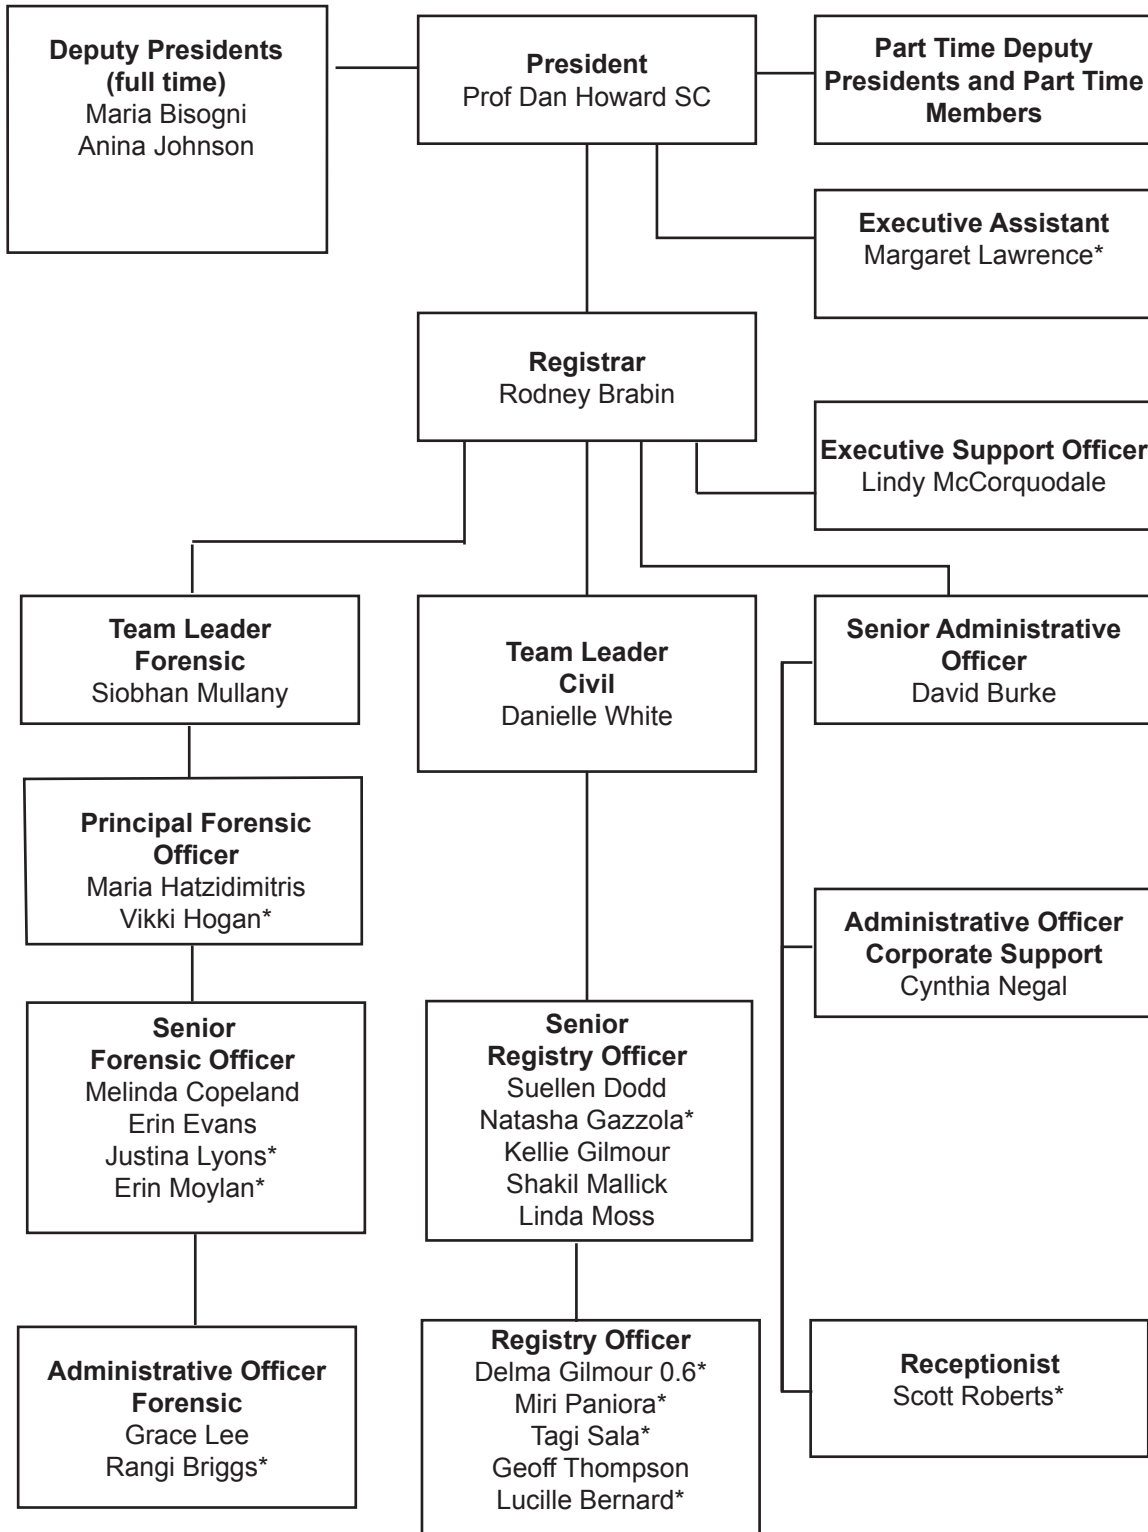 Deputy Presidents
(full time)
Maria Bisogni
Anina Johnson
President
Prof Dan Howard SC
Part Time Deputy
Presidents and Part Time
Members
Executive Assistant
Margaret Lawrence*
Registrar
Rodney Brabin
Executive Support Officer
Lindy McCorquodale
Team Leader
Forensic
Siobhan Mullany
Team Leader
Civil
Danielle White
Senior Administrative
Officer
David Burke
Principal Forensic
Officer
Maria Hatzidimitris
Vikki Hogan*
Administrative Officer
Corporate Support
Cynthia Negal
Senior
Forensic Officer
Melinda Copeland
Erin Evans
Justina Lyons*
Erin Moylan*
Senior
Registry Officer
Suellen Dodd
Natasha Gazzola*
Kellie Gilmour
Shakil Mallick
Linda Moss
Administrative Officer
Forensic
Grace Lee
Rangi Briggs*
Registry Officer
Delma Gilmour 0.6*
Miri Paniora*
Tagi Sala*
Geoff Thompson
Lucille Bernard*
Receptionist
Scott Roberts*